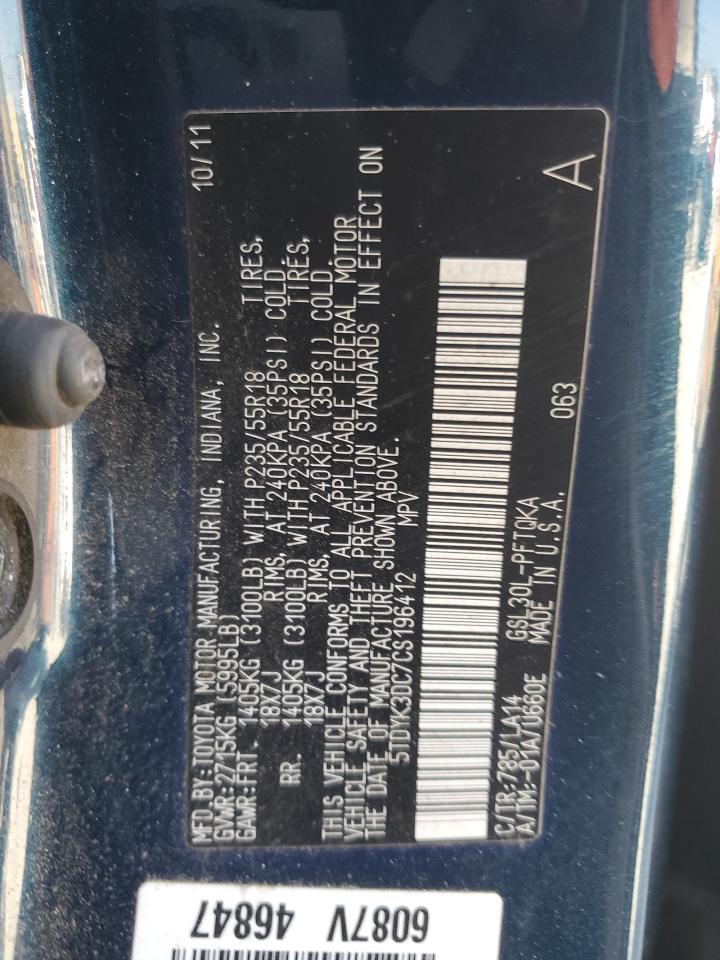 MFD.BY:TOYOTA MOTOR MANUFACTURING, INDIANA, INC. 10/11
GVWR:2715KG (5995LB)
GAWR:FRT. 1405KG (3100LB) WITH P235/55R18 TIRES,
18X7J RIMS, AT 240KPA (35PSI) COLD.
RR. 1405KG (3100LB) WITH P235/55R18 TIRES,
18X7J RIMS, AT 240KPA (35PSI) COLD.
THIS VEHICLE CONFORMS TO ALL APPLICABLE FEDERAL MOTOR
VEHICLE SAFETY AND THEFT PREVENTION STANDARDS IN EFFECT ON
THE DATE OF MANUFACTURE SHOWN ABOVE.
5TDYK3DC7CS196412 MPV
C/TR:7857LA14 GSL30L-PFTQKA 063
A/TM:-01A/U660E MADE IN U.S.A. A
6087V 46847